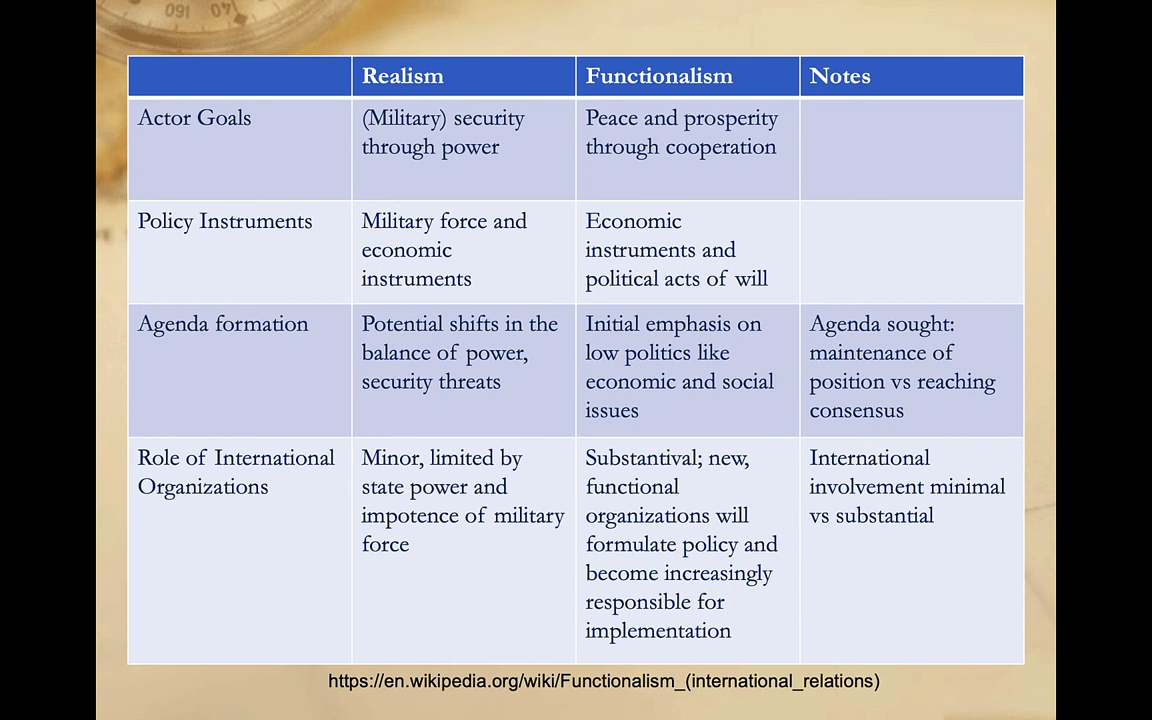 Realism
Functionalism
Notes
Actor Goals
(Military) security
through power
Peace and prosperity
through cooperation
Policy Instruments
Military force and
economic
instruments
Economic
instruments and
political acts of will
Agenda formation
Potential shifts in the
balance of power,
security threats
Initial emphasis on
low politics like
economic and social
issues
Agenda sought:
maintenance of
position vs reaching
consensus
Role of International
Organizations
Minor, limited by
state power and
impotence of military
force
Substantival; new,
functional
organizations will
formulate policy and
become increasingly
responsible for
implementation
International
involvement minimal
vs substantial
https://en.wikipedia.org/wiki/Functionalism_(international_relations)